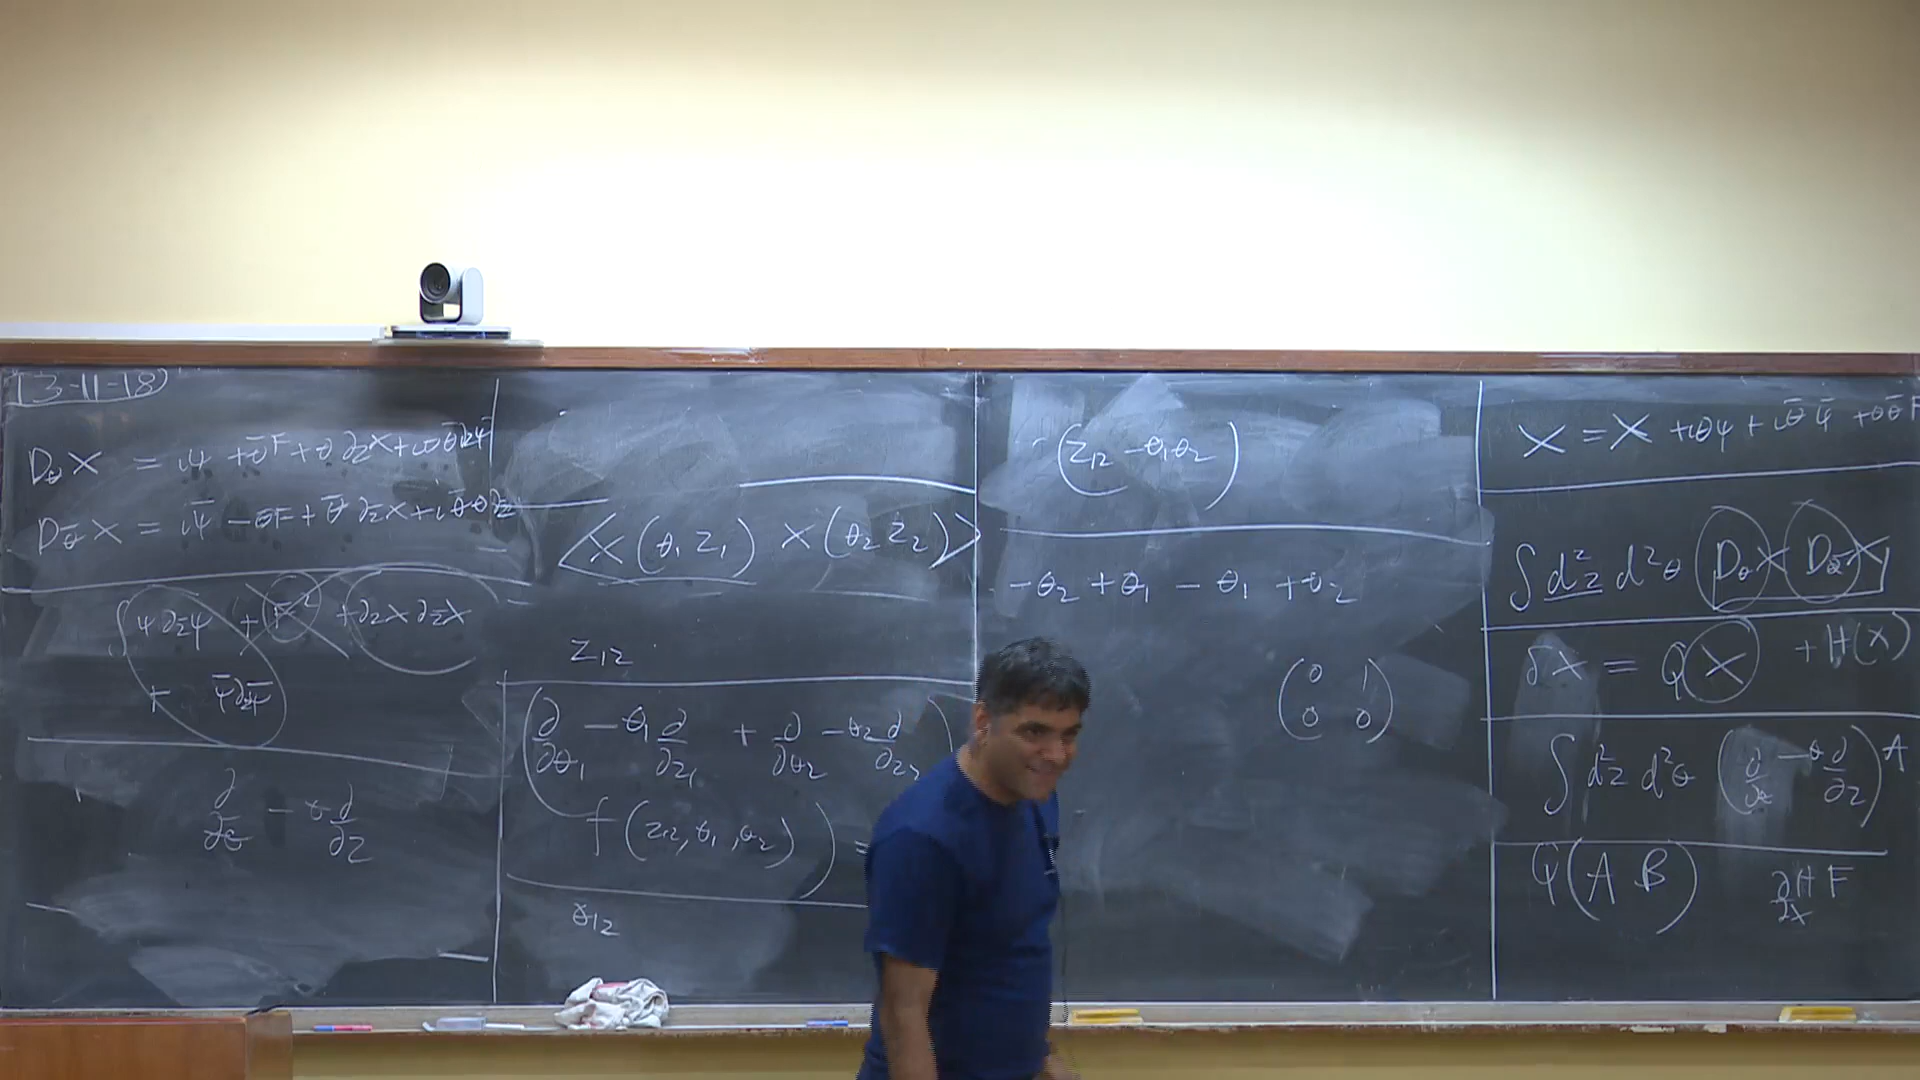 13-11-18)
D_θ X = iψ + θ̄F + θ ∂_z X + iθθ̄ ∂_z ψ̄
D_θ̄ X = iψ̄ - θF + θ̄ ∂_z̄ X + iθ̄θ ∂_z̄
∫ ψ ∂_z̄ ψ + F² + ∂_z X ∂_z̄ X
+ ψ̄ ∂_z ψ̄
∂/∂θ - θ ∂/∂z
<X(θ₁ z₁) X(θ₂ z₂)>
z₁₂
(∂/∂θ₁ - θ₁ ∂/∂z₁ + ∂/∂θ₂ - θ₂ ∂/∂z₂)
f(z₁₂, θ₁, θ₂)) =
θ₁₂
(z₁₂ - θ₁θ₂)
-θ₂ + θ₁ - θ₁ + θ₂
(0 1
0 0)
X = X + iθψ + iθ̄ψ̄ + θθ̄F
∫ d²z d²θ D_θ X D_θ̄ X
δX = Q(X) + H(X)
∫ d²z d²θ (∂/∂θ - θ ∂/∂z) A
Q(A B) ∂H/∂X F